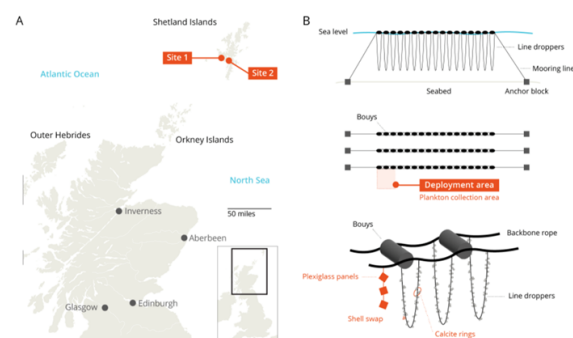 A
Shetland Islands
Site 1
Site 2
Atlantic Ocean
Outer Hebrides
Orkney Islands
North Sea
50 miles
Inverness
Aberbeen
Glasgow
Edinburgh
B
Sea level
Line droppers
Mooring line
Seabed
Anchor block
Bouys
Deployment area
Plankton collection area
Bouys
Backbone rope
Plexiglass panels
Line droppers
Shell swap
Calcite rings